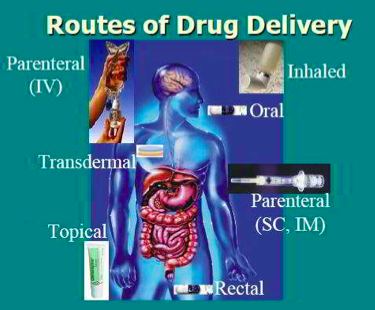 Routes of Drug Delivery
Parenteral
(IV)
Inhaled
Oral
Transdermal
Parenteral
(SC, IM)
Topical
Rectal